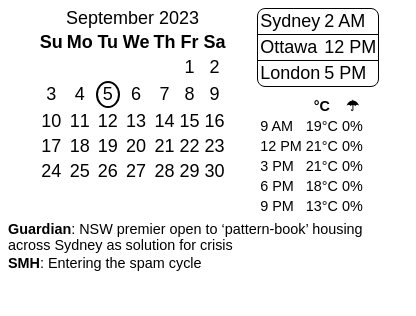 September 2023
Su Mo Tu We Th Fr Sa
1 2
3 4 5 6 7 8 9
10 11 12 13 14 15 16
17 18 19 20 21 22 23
24 25 26 27 28 29 30
Sydney 2 AM
Ottawa 12 PM
London 5 PM
°C ☂
9 AM 19°C 0%
12 PM 21°C 0%
3 PM 21°C 0%
6 PM 18°C 0%
9 PM 13°C 0%
Guardian: NSW premier open to ‘pattern-book’ housing
across Sydney as solution for crisis
SMH: Entering the spam cycle